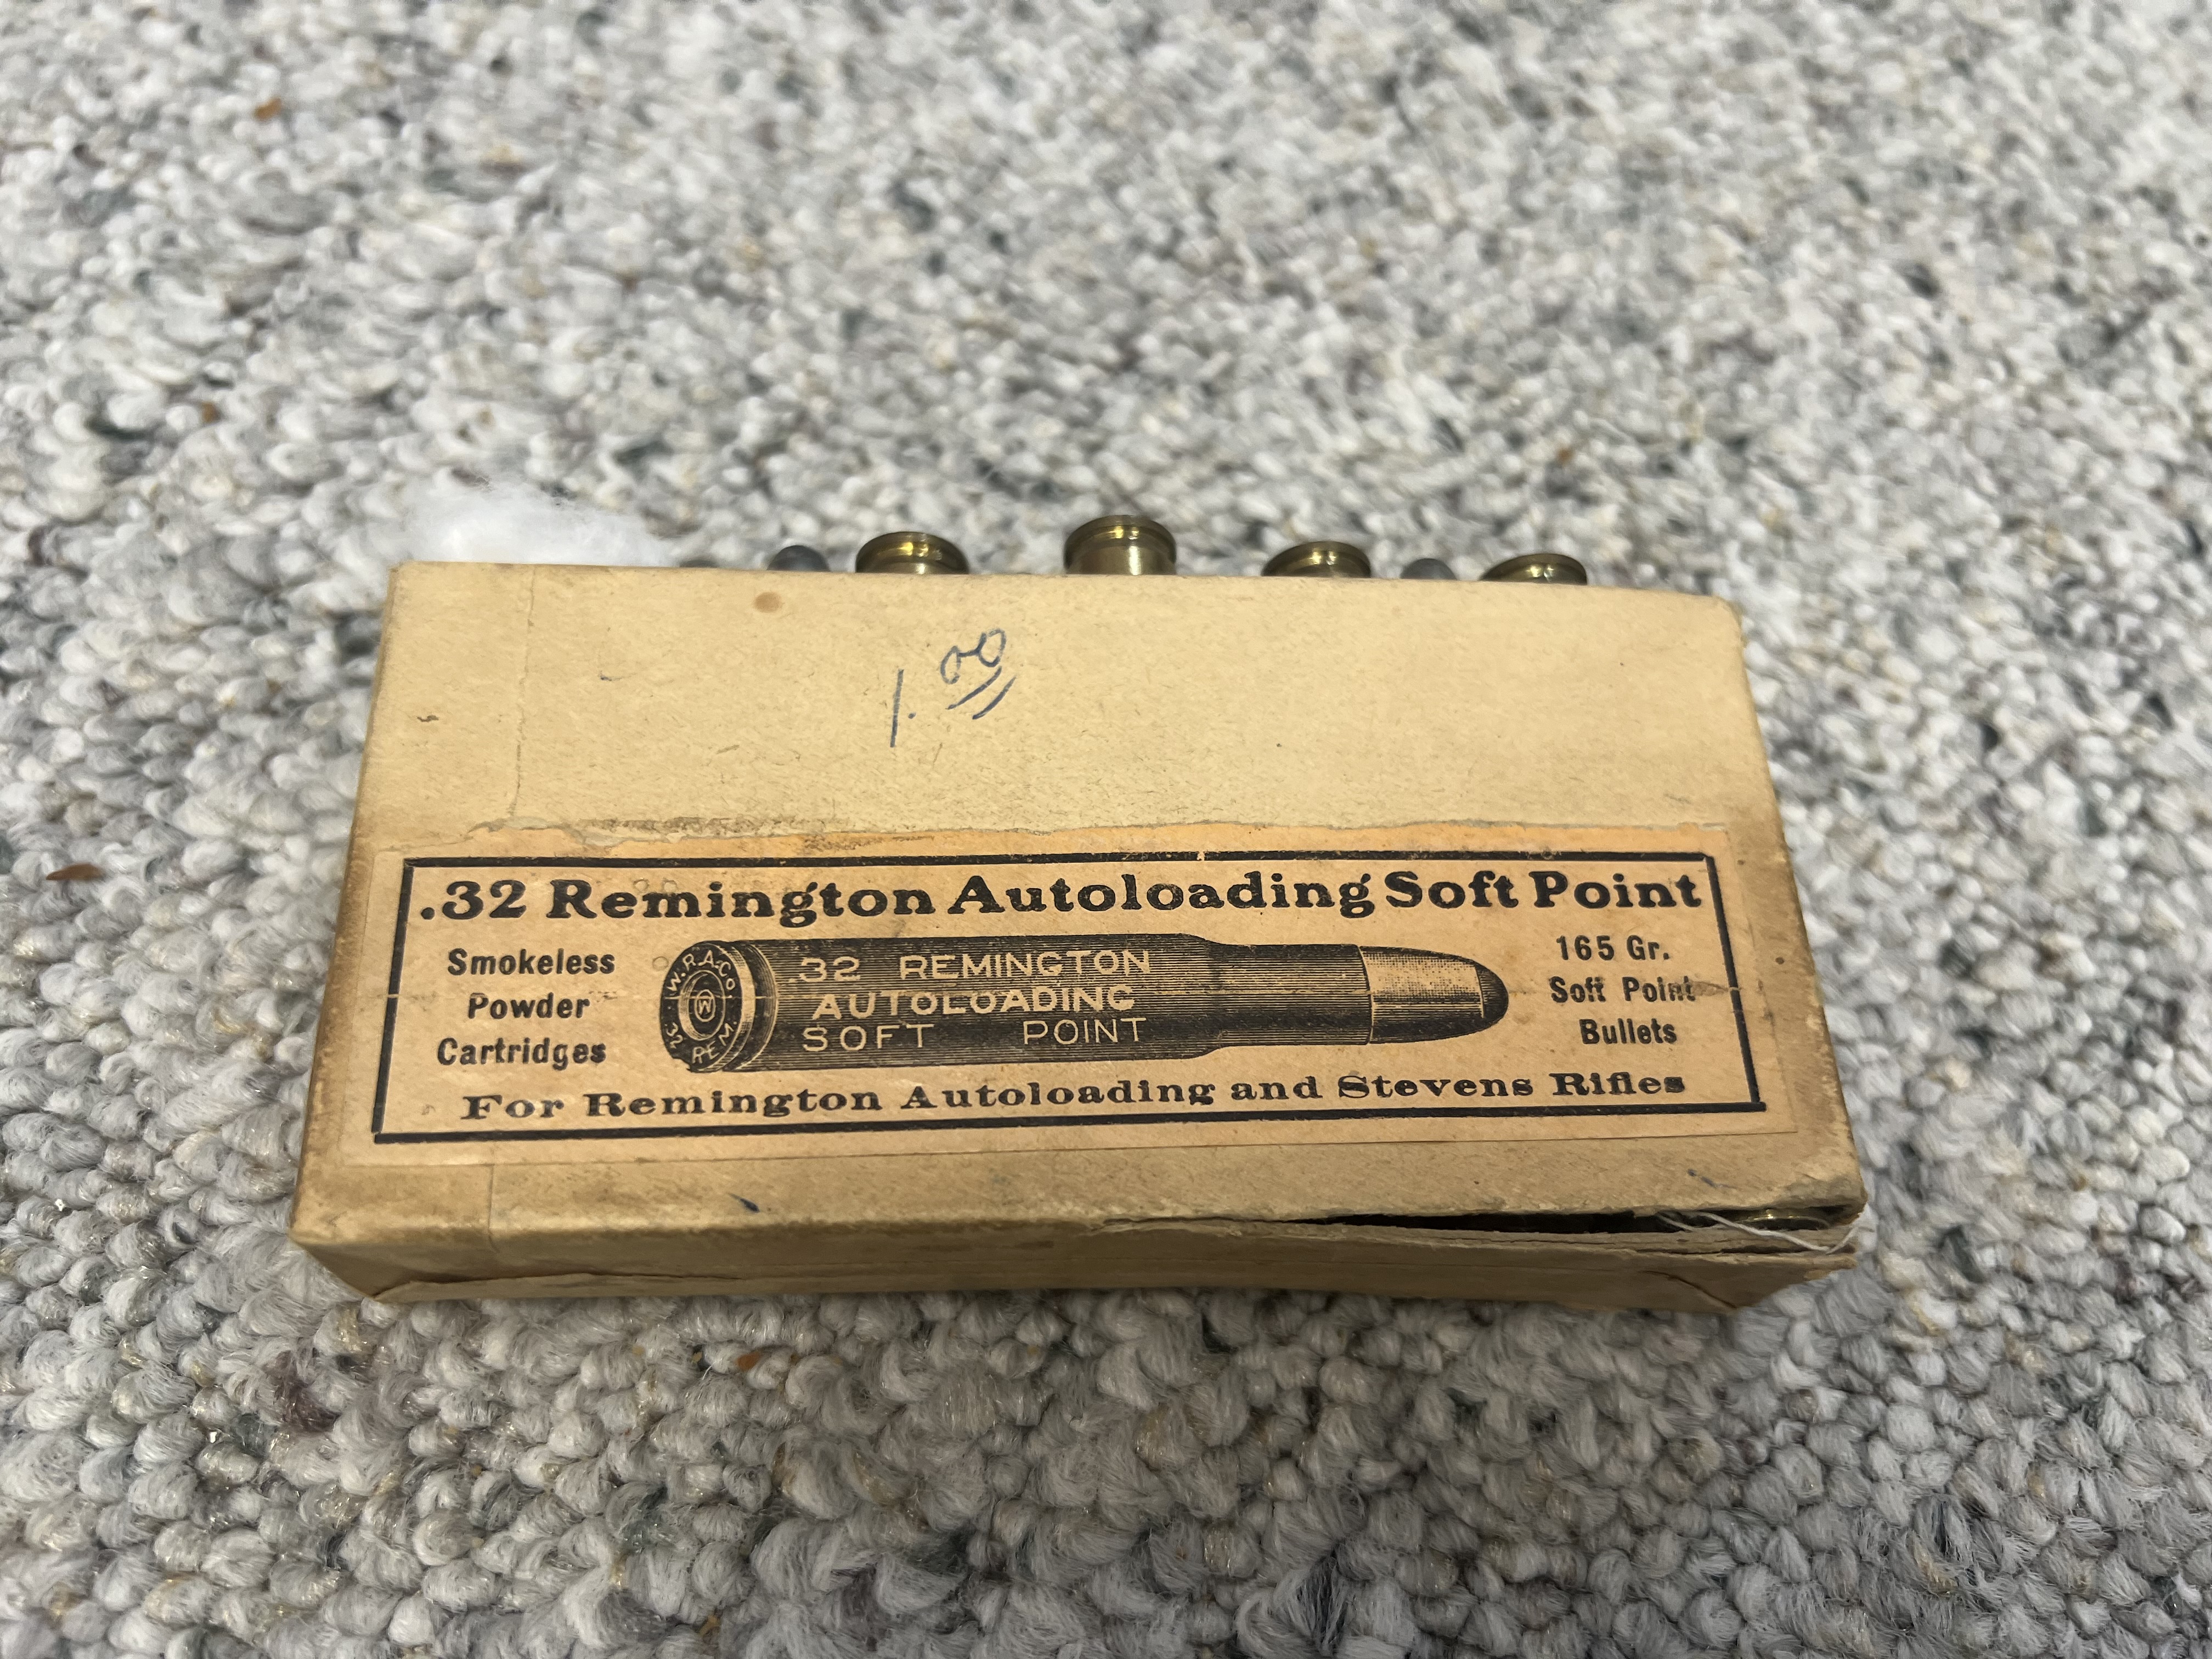 1.00
.32 Remington Autoloading Soft Point
Smokeless
Powder
Cartridges
W.R.A.Co.
W
32 REM.
.32 REMINGTON
AUTOLOADING
SOFT POINT
165 Gr.
Soft Point
Bullets
For Remington Autoloading and Stevens Rifles